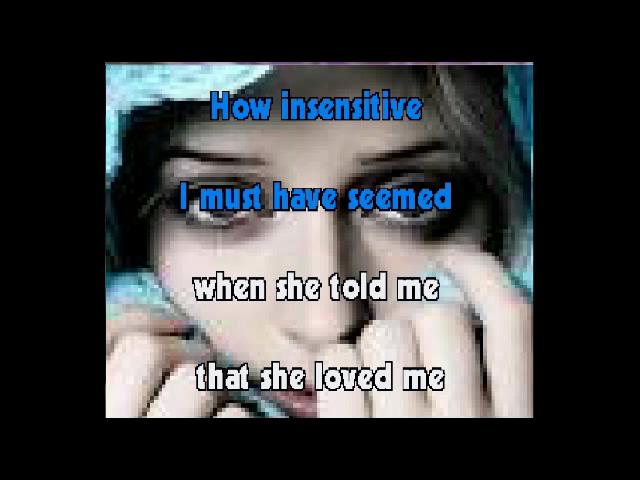 How insensitive
I must have seemed
when she told me
that she loved me